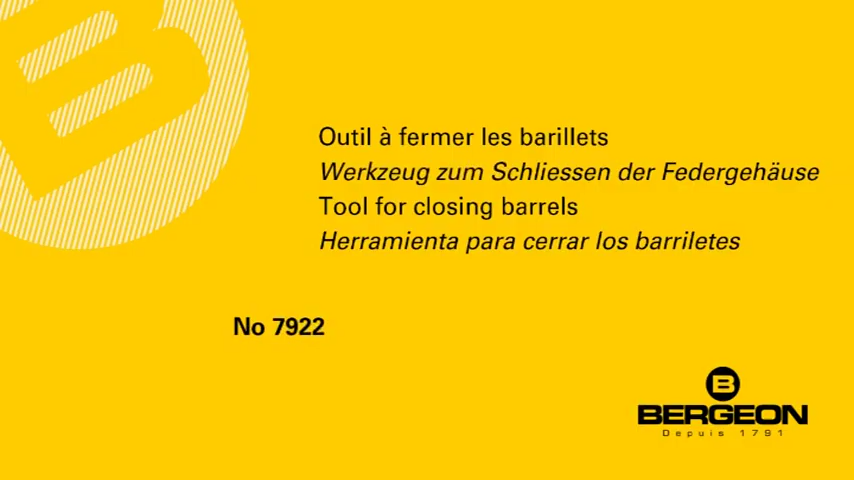 Outil à fermer les barillets
Werkzeug zum Schliessen der Federgehäuse
Tool for closing barrels
Herramienta para cerrar los barriletes
No 7922
B
B
BERGEON
Depuis 1791